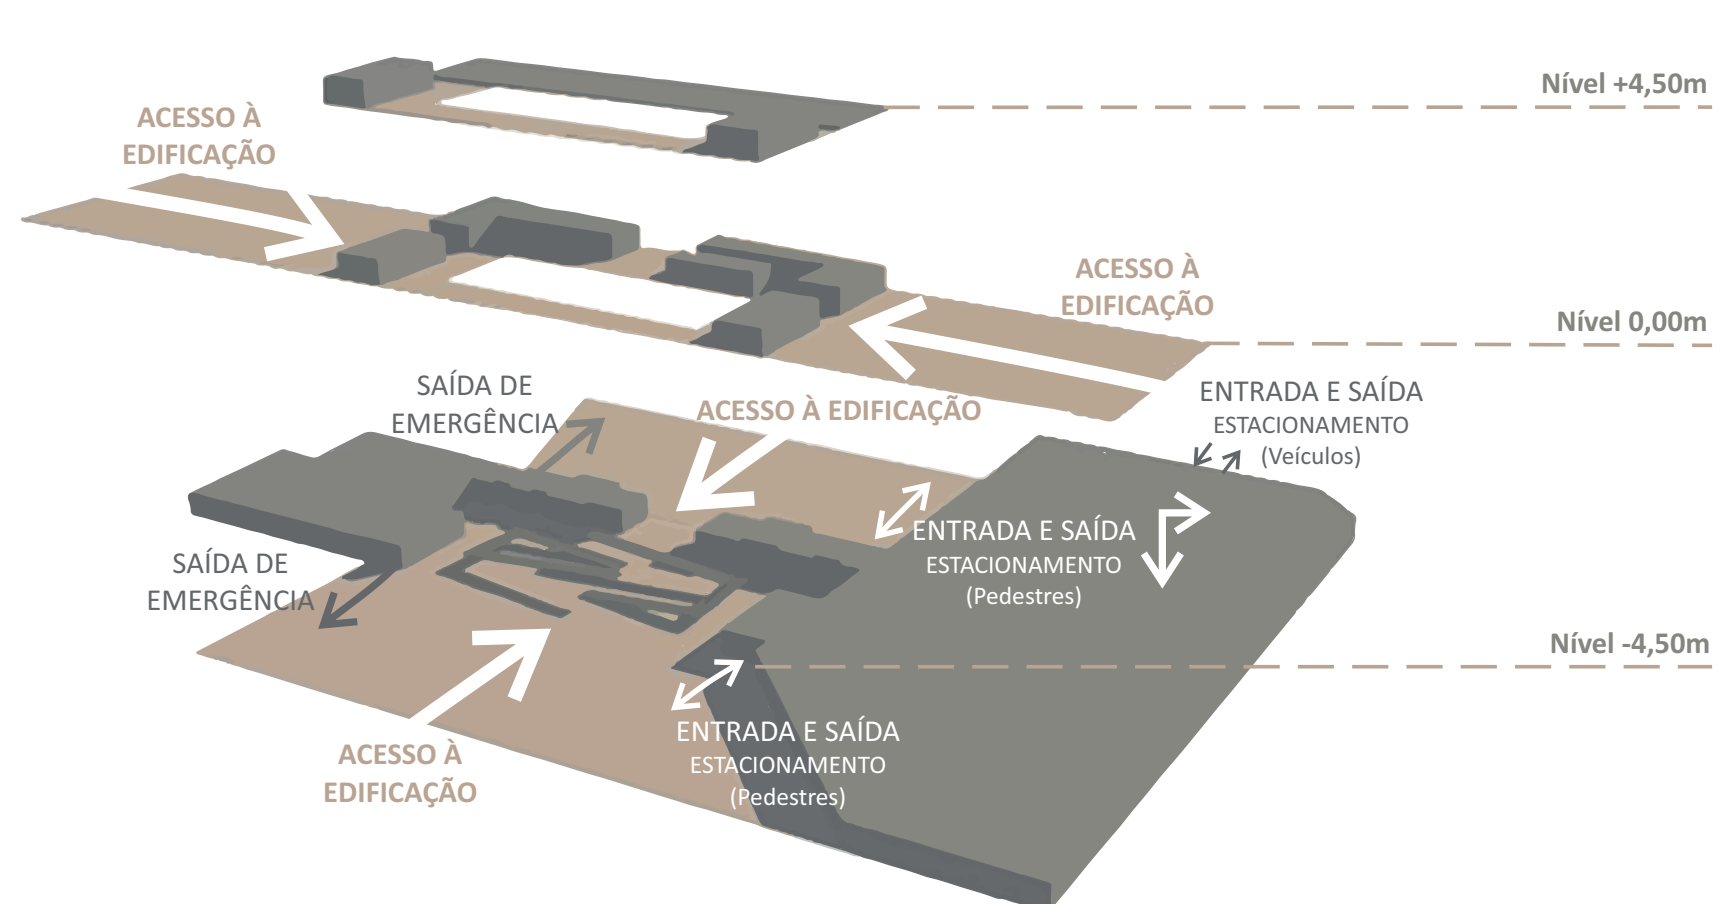 Nível +4,50m
ACESSO À
EDIFICAÇÃO
ACESSO À
EDIFICAÇÃO
Nível 0,00m
SAÍDA DE
EMERGÊNCIA
ACESSO À EDIFICAÇÃO
ENTRADA E SAÍDA
ESTACIONAMENTO
(Veículos)
ENTRADA E SAÍDA
ESTACIONAMENTO
(Pedestres)
SAÍDA DE
EMERGÊNCIA
Nível -4,50m
ENTRADA E SAÍDA
ESTACIONAMENTO
(Pedestres)
ACESSO À
EDIFICAÇÃO